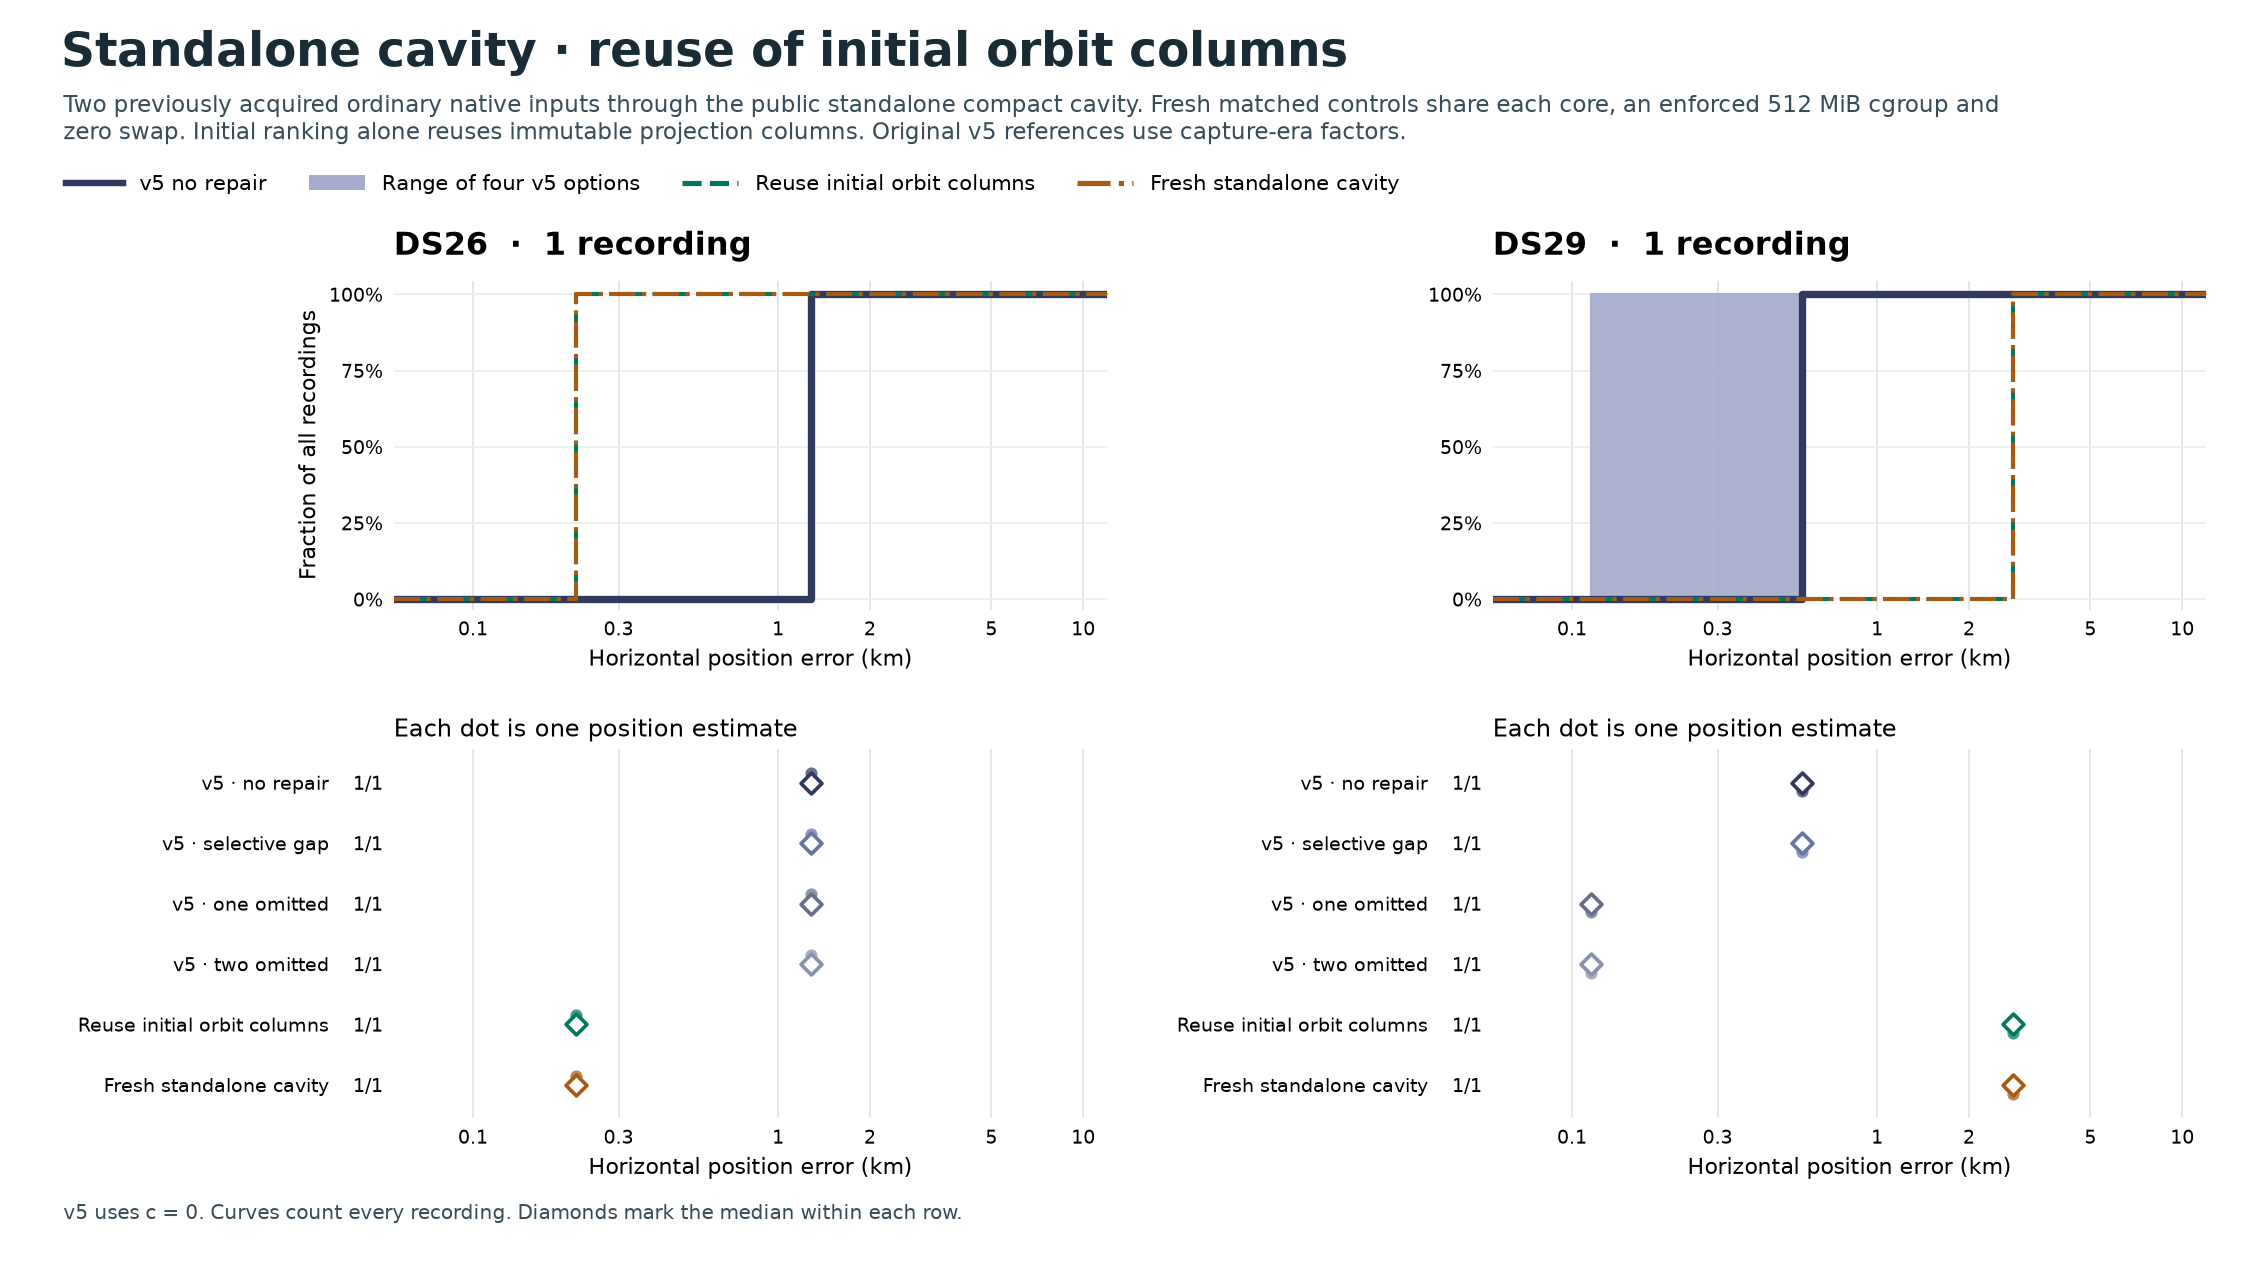 Standalone cavity · reuse of initial orbit columns
Two previously acquired ordinary native inputs through the public standalone compact cavity. Fresh matched controls share each core, an enforced 512 MiB cgroup and
zero swap. Initial ranking alone reuses immutable projection columns. Original v5 references use capture-era factors.
v5 no repair
Range of four v5 options
Reuse initial orbit columns
Fresh standalone cavity
DS26 · 1 recording
Fraction of all recordings
100%
75%
50%
25%
0%
0.1 0.3 1 2 5 10
Horizontal position error (km)
DS29 · 1 recording
100%
75%
50%
25%
0%
0.1 0.3 1 2 5 10
Horizontal position error (km)
Each dot is one position estimate
v5 · no repair 1/1
v5 · selective gap 1/1
v5 · one omitted 1/1
v5 · two omitted 1/1
Reuse initial orbit columns 1/1
Fresh standalone cavity 1/1
0.1 0.3 1 2 5 10
Horizontal position error (km)
Each dot is one position estimate
v5 · no repair 1/1
v5 · selective gap 1/1
v5 · one omitted 1/1
v5 · two omitted 1/1
Reuse initial orbit columns 1/1
Fresh standalone cavity 1/1
0.1 0.3 1 2 5 10
Horizontal position error (km)
v5 uses c = 0. Curves count every recording. Diamonds mark the median within each row.